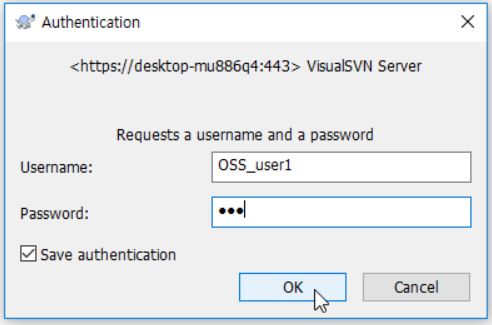 Authentication
<https://desktop-mu886q4:443> VisualSVN Server
Requests a username and a password
Username:
OSS_user1
Password:
●●●
Save authentication
OK
Cancel